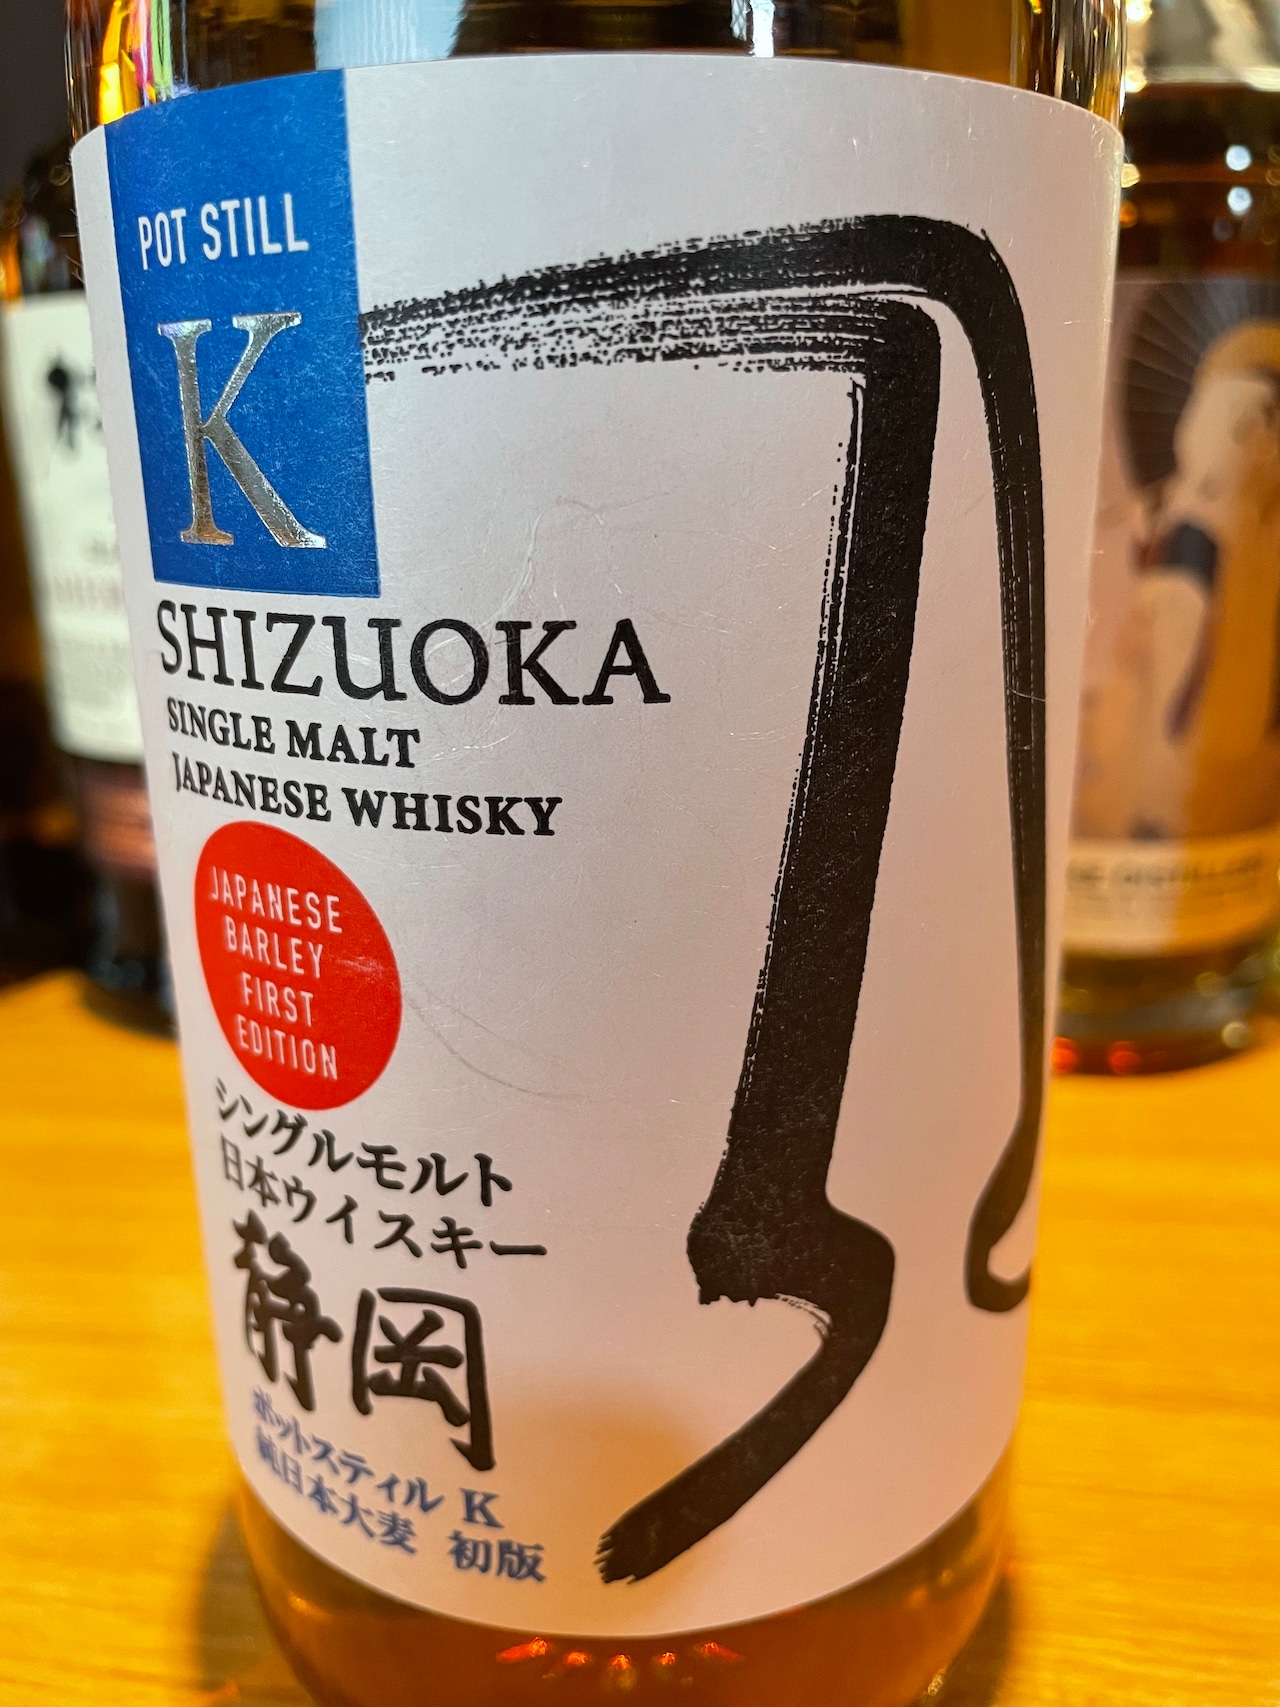 POT STILL
K
SHIZUOKA
SINGLE MALT
JAPANESE WHISKY
JAPANESE
BARLEY
FIRST
EDITION
シングルモルト
日本ウイスキー
静岡
ポットスティル K
純日本大麦 初版